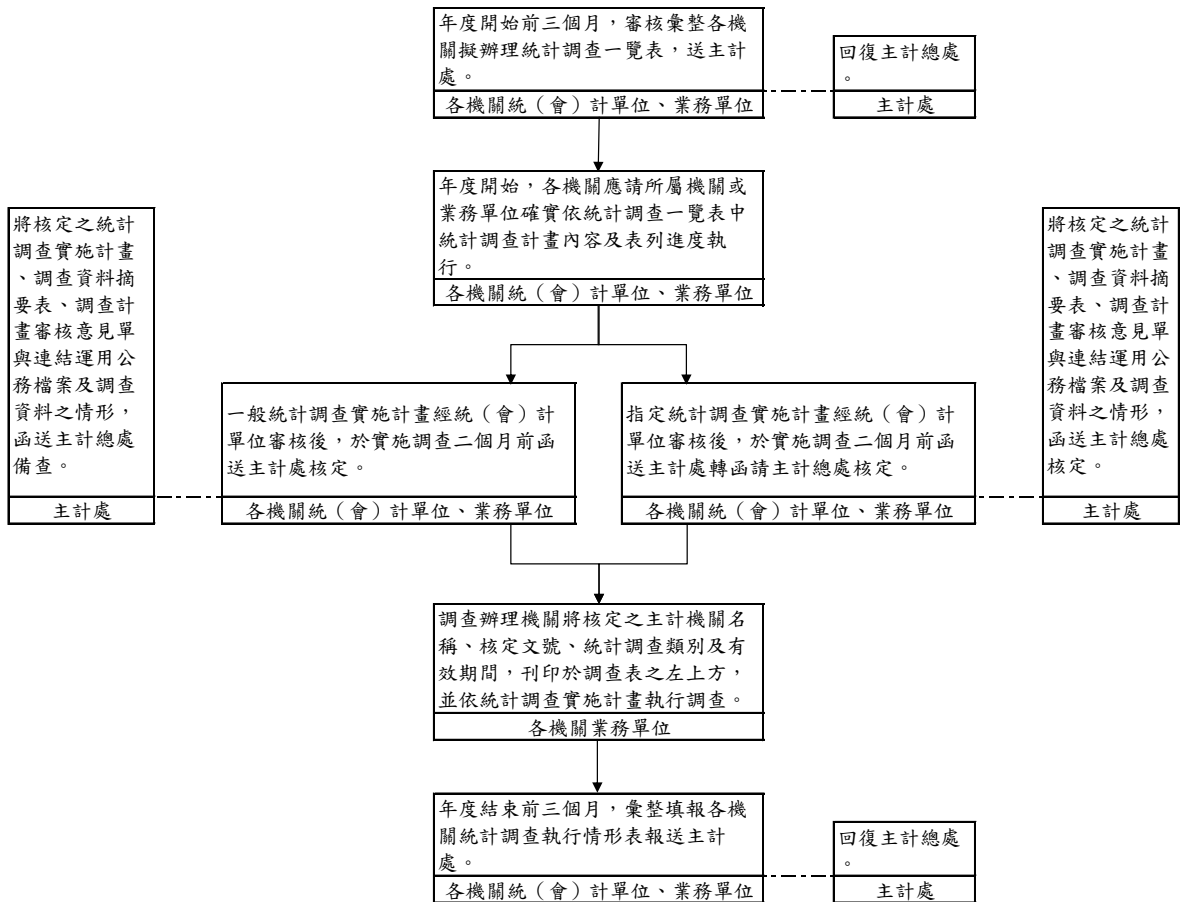 年度開始前三個月，審核彙整各機
關擬辦理統計調查一覽表，送主計
處。
各機關統（會）計單位、業務單位
回復主計總處
。
主計處
年度開始，各機關應請所屬機關或
業務單位確實依統計調查一覽表中
統計調查計畫內容及表列進度執
行。
各機關統（會）計單位、業務單位
將核定之統計
調查實施計畫
、調查資料摘
要表、調查計
畫審核意見單
與連結運用公
務檔案及調查
資料之情形，
函送主計總處
備查。
主計處
一般統計調查實施計畫經統（會）計
單位審核後，於實施調查二個月前函
送主計處核定。
各機關統（會）計單位、業務單位
指定統計調查實施計畫經統（會）計
單位審核後，於實施調查二個月前函
送主計處轉函請主計總處核定。
各機關統（會）計單位、業務單位
將核定之統計
調查實施計畫
、調查資料摘
要表、調查計
畫審核意見單
與連結運用公
務檔案及調查
資料之情形，
函送主計總處
核定。
主計處
調查辦理機關將核定之主計機關名
稱、核定文號、統計調查類別及有
效期間，刊印於調查表之左上方，
並依統計調查實施計畫執行調查。
各機關業務單位
年度結束前三個月，彙整填報各機
關統計調查執行情形表報送主計
處。
各機關統（會）計單位、業務單位
回復主計總處
。
主計處